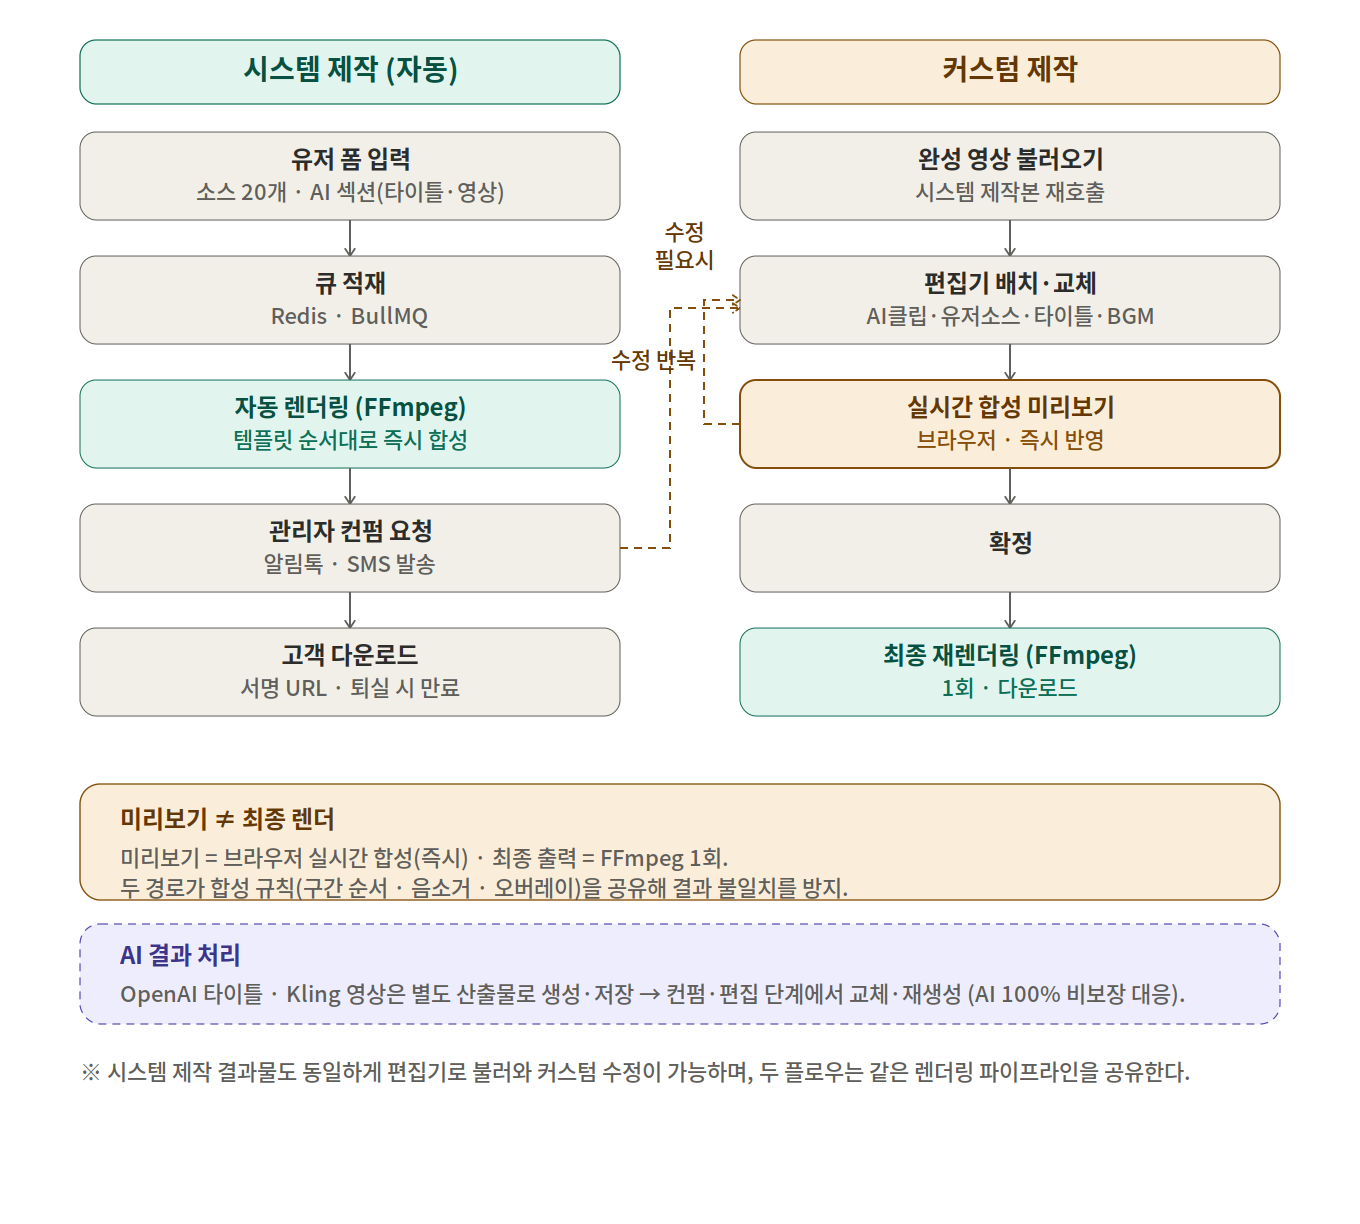 시스템 제작 (자동)
유저 폼 입력
소스 20개 · AI 섹션(타이틀·영상)
큐 적재
Redis · BullMQ
자동 렌더링 (FFmpeg)
템플릿 순서대로 즉시 합성
관리자 컨펌 요청
알림톡 · SMS 발송
고객 다운로드
서명 URL · 퇴실 시 만료
수정
필요시
수정 반복
커스텀 제작
완성 영상 불러오기
시스템 제작본 재호출
편집기 배치·교체
AI클립·유저소스·타이틀·BGM
실시간 합성 미리보기
브라우저 · 즉시 반영
확정
최종 재렌더링 (FFmpeg)
1회 · 다운로드
미리보기 ≠ 최종 렌더
미리보기 = 브라우저 실시간 합성(즉시) · 최종 출력 = FFmpeg 1회.
두 경로가 합성 규칙(구간 순서 · 음소거 · 오버레이)을 공유해 결과 불일치를 방지.
AI 결과 처리
OpenAI 타이틀 · Kling 영상은 별도 산출물로 생성·저장 → 컨펌·편집 단계에서 교체·재생성 (AI 100% 비보장 대응).
※ 시스템 제작 결과물도 동일하게 편집기로 불러와 커스텀 수정이 가능하며, 두 플로우는 같은 렌더링 파이프라인을 공유한다.